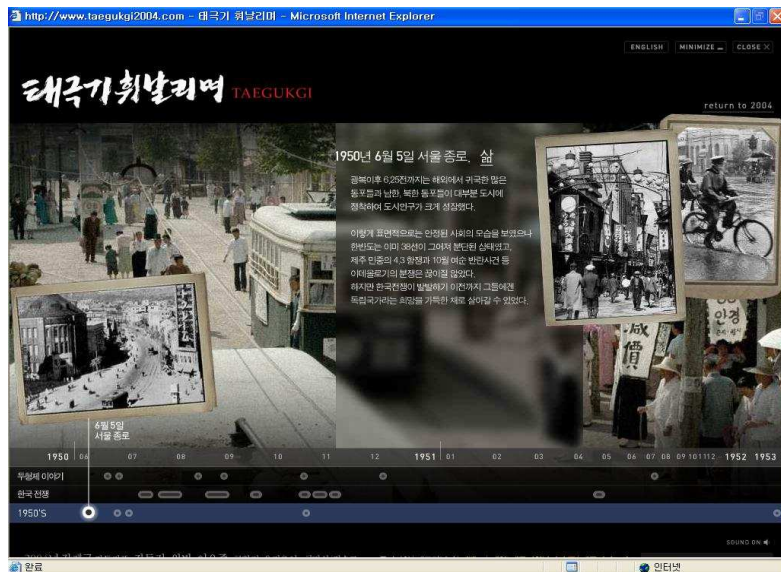 http://www.taegukgi2004.com - 태극기 휘날리며 - Microsoft Internet Explorer
ENGLISH MINIMIZE CLOSE
태극기 휘날리며 TAEGUKGI
return to 2004
1950년 6월 5일 서울 종로, 삶
광복이후 6.25전까지는 해외에서 귀국한 많은
동포들과 남한, 북한 동포들이 대부분 도시에
정착하여 도시인구가 크게 성장했다.
이렇게 표면적으로는 안정된 사회의 모습을 보였으나
한반도는 이미 38선이 그어져 분단된 상태였고,
제주 민중의 4.3 항쟁과 10월 여순 반란사건 등
이데올로기의 분쟁은 끊이질 않았다.
하지만 한국전쟁이 발발하기 이전까지 그들에겐
독립국가라는 희망을 가득한 채로 살아갈 수 있었다.
안경
減價
6월 5일
서울 종로
1950 06 07 08 09 10 11 12 1951 01 02 03 04 05 06 07 08 09 10 11 12 1952 1953
두형제 이야기
한국 전쟁
1950'S
SOUND ON
완료
인터넷